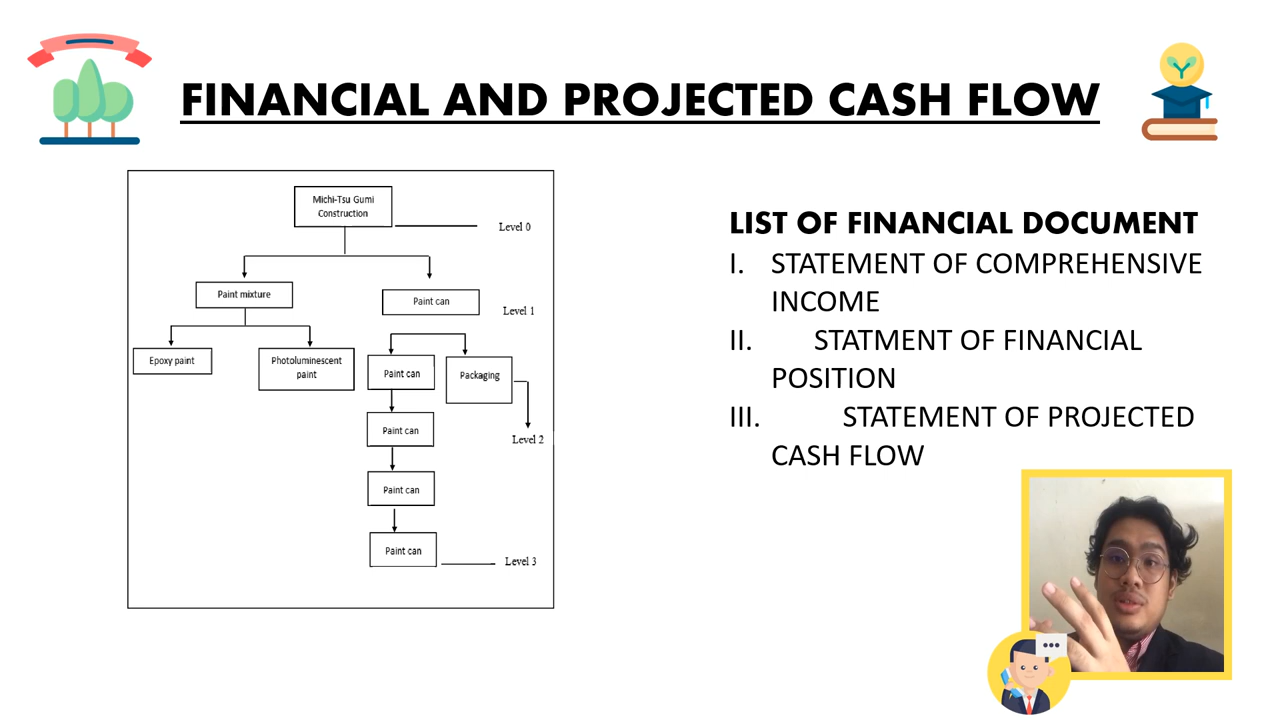 FINANCIAL AND PROJECTED CASH FLOW
Michi-Tsu Gumi
Construction
Level 0
Paint mixture
Paint can
Level 1
Epoxy paint
Photoluminescent
paint
Paint can
Packaging
Paint can
Level 2
Paint can
Paint can
Level 3
LIST OF FINANCIAL DOCUMENT
I. STATEMENT OF COMPREHENSIVE
INCOME
II. STATMENT OF FINANCIAL
POSITION
III. STATEMENT OF PROJECTED
CASH FLOW